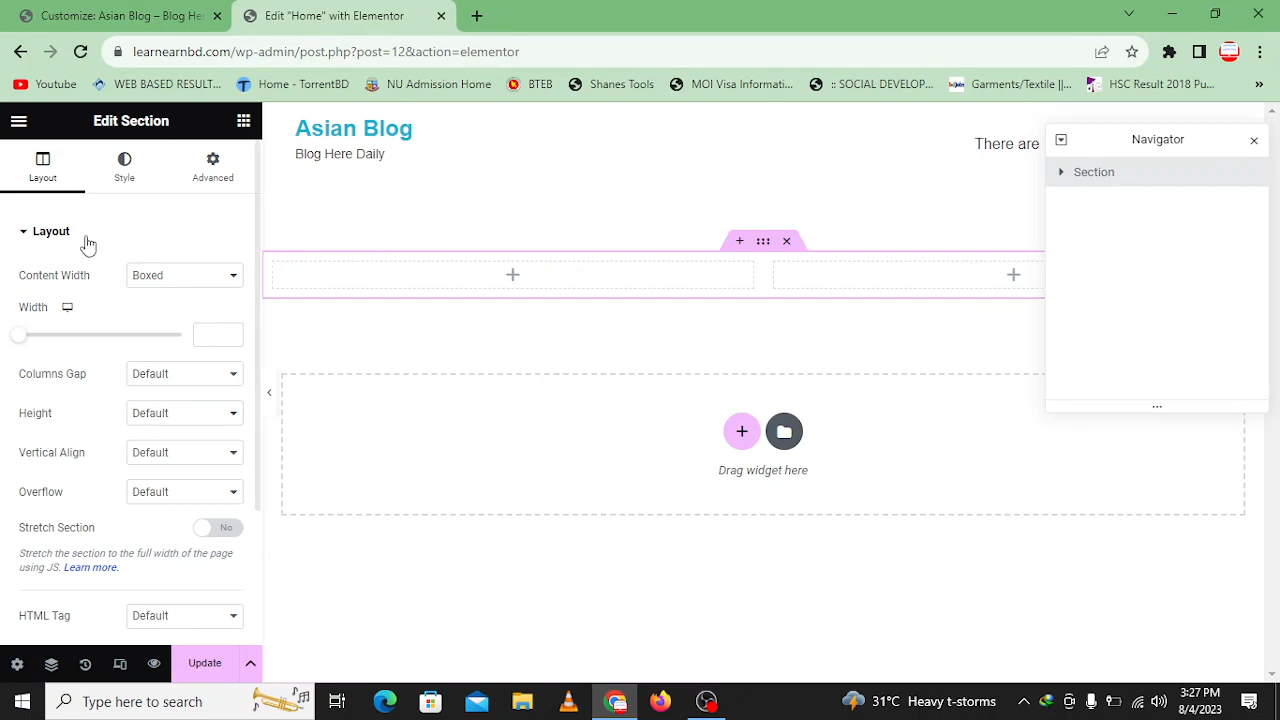 Customize: Asian Blog – Blog He
Edit "Home" with Elementor
learnearnbd.com/wp-admin/post.php?post=12&action=elementor
Youtube
WEB BASED RESULT...
Home - TorrentBD
NU Admission Home
BTEB
Shanes Tools
MOI Visa Informati...
:: SOCIAL DEVELOP...
Garments/Textile ||...
HSC Result 2018 Pu...
Edit Section
Layout
Style
Advanced
Layout
Content Width
Boxed
Width
Columns Gap
Default
Height
Default
Vertical Align
Default
Overflow
Default
Stretch Section
No
Stretch the section to the full width of the page
using JS. Learn more.
HTML Tag
Default
Update
Asian Blog
Blog Here Daily
There are
Navigator
Section
Drag widget here
Type here to search
31°C Heavy t-storms
3:27 PM
8/4/2023